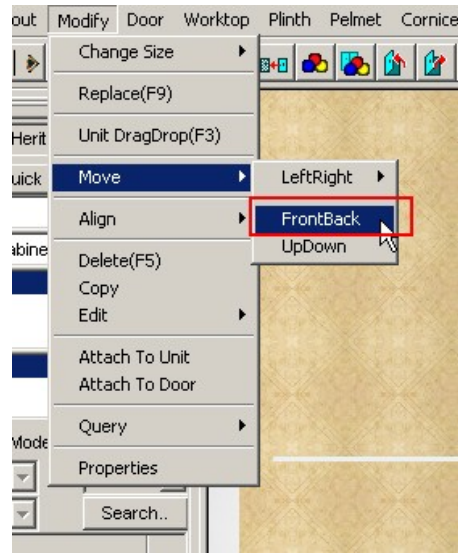 out Modify Door Worktop Plinth Pelmet Cornice
Change Size
Replace(F9)
Herit
Unit DragDrop(F3)
uick
Move
LeftRight
Align
FrontBack
abine
UpDown
Delete(F5)
Copy
Edit
Attach To Unit
Attach To Door
Query
Mode
Properties
Search..